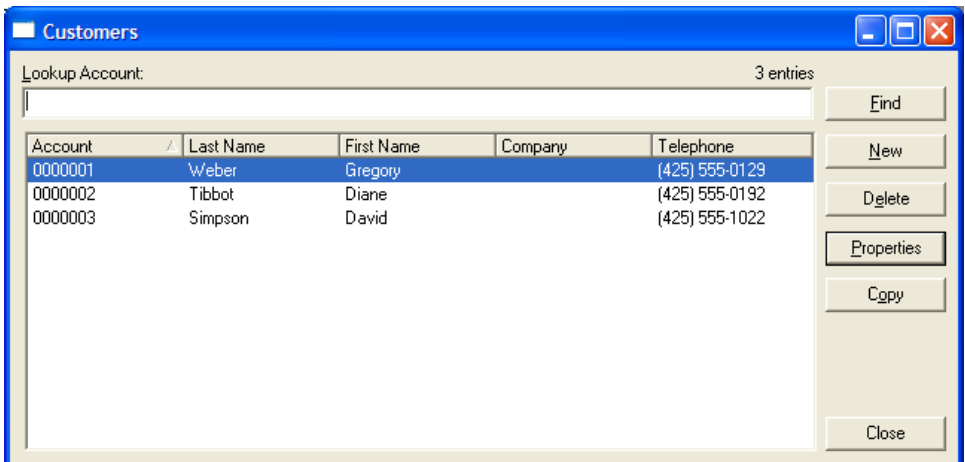 Customers
Lookup Account: 3 entries
Find
Account Last Name First Name Company Telephone
New
0000001 Weber Gregory (425) 555-0129
0000002 Tibbot Diane (425) 555-0192
Delete
0000003 Simpson David (425) 555-1022
Properties
Copy
Close